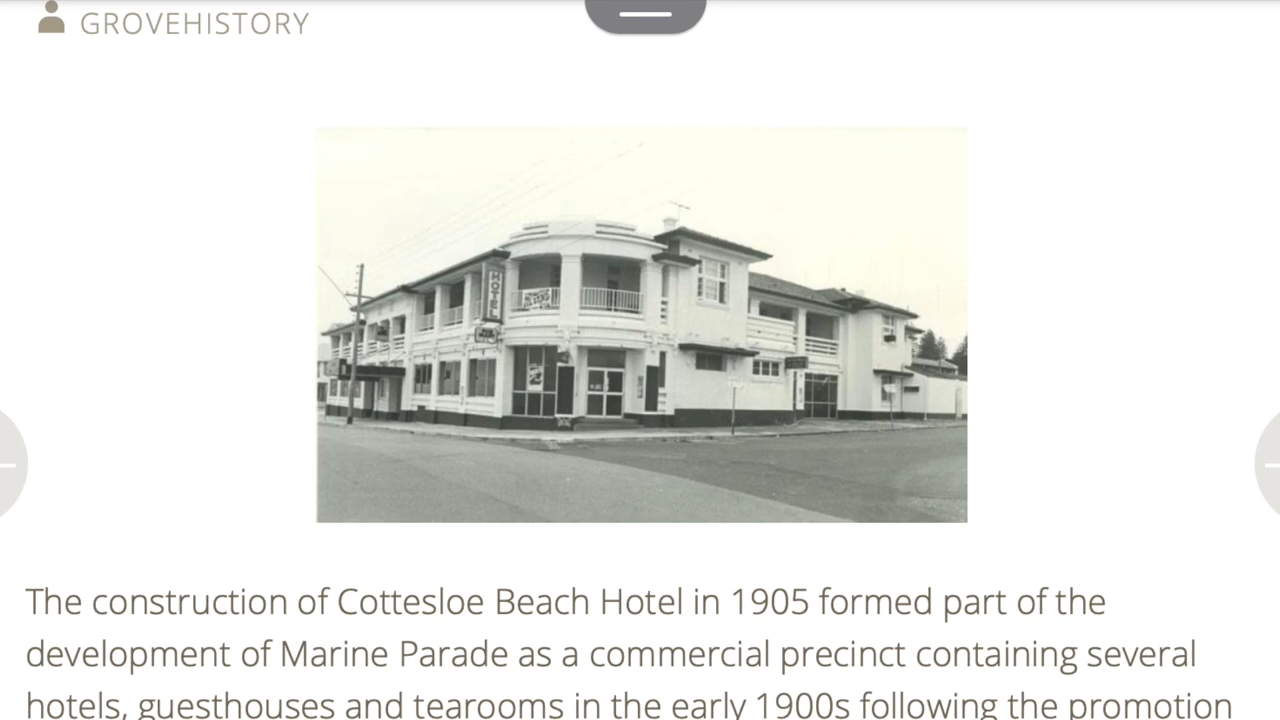 GROVEHISTORY
HOTEL
The construction of Cottesloe Beach Hotel in 1905 formed part of the
development of Marine Parade as a commercial precinct containing several
hotels, guesthouses and tearooms in the early 1900s following the promotion